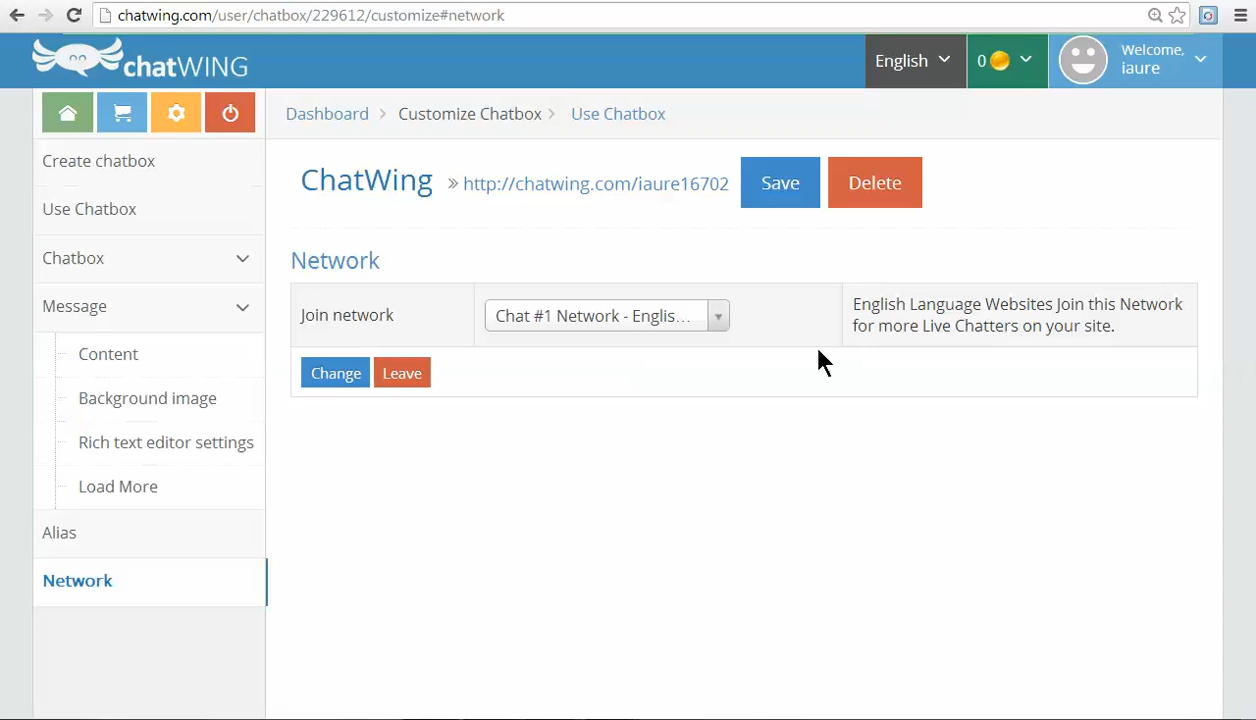 chatwing.com/user/chatbox/229612/customize#network
chatWING
English
0
Welcome,
iaure
Dashboard
Customize Chatbox
Use Chatbox
Create chatbox
Use Chatbox
Chatbox
Message
Content
Background image
Rich text editor settings
Load More
Alias
Network
ChatWing
» http://chatwing.com/iaure16702
Save
Delete
Network
Join network
Chat #1 Network - Englis...
English Language Websites Join this Network
for more Live Chatters on your site.
Change
Leave